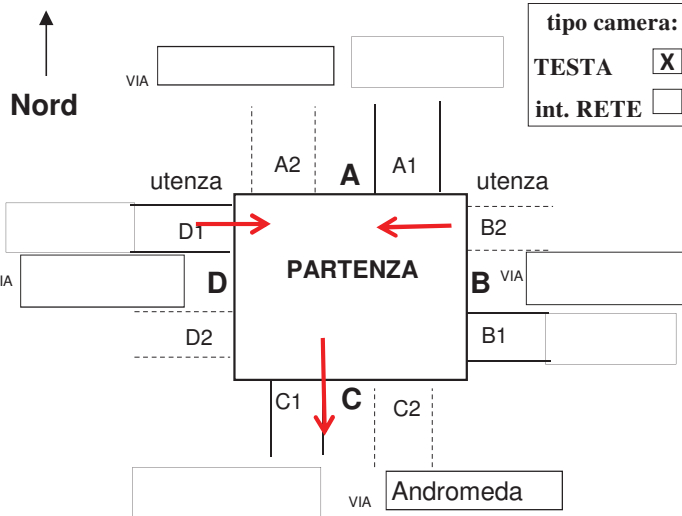 tipo camera:
TESTA X
int. RETE
Nord
VIA
A2
A
A1
utenza
utenza
D1
B2
PARTENZA
VIA
D
B
VIA
D2
B1
C1
C
C2
VIA
Andromeda